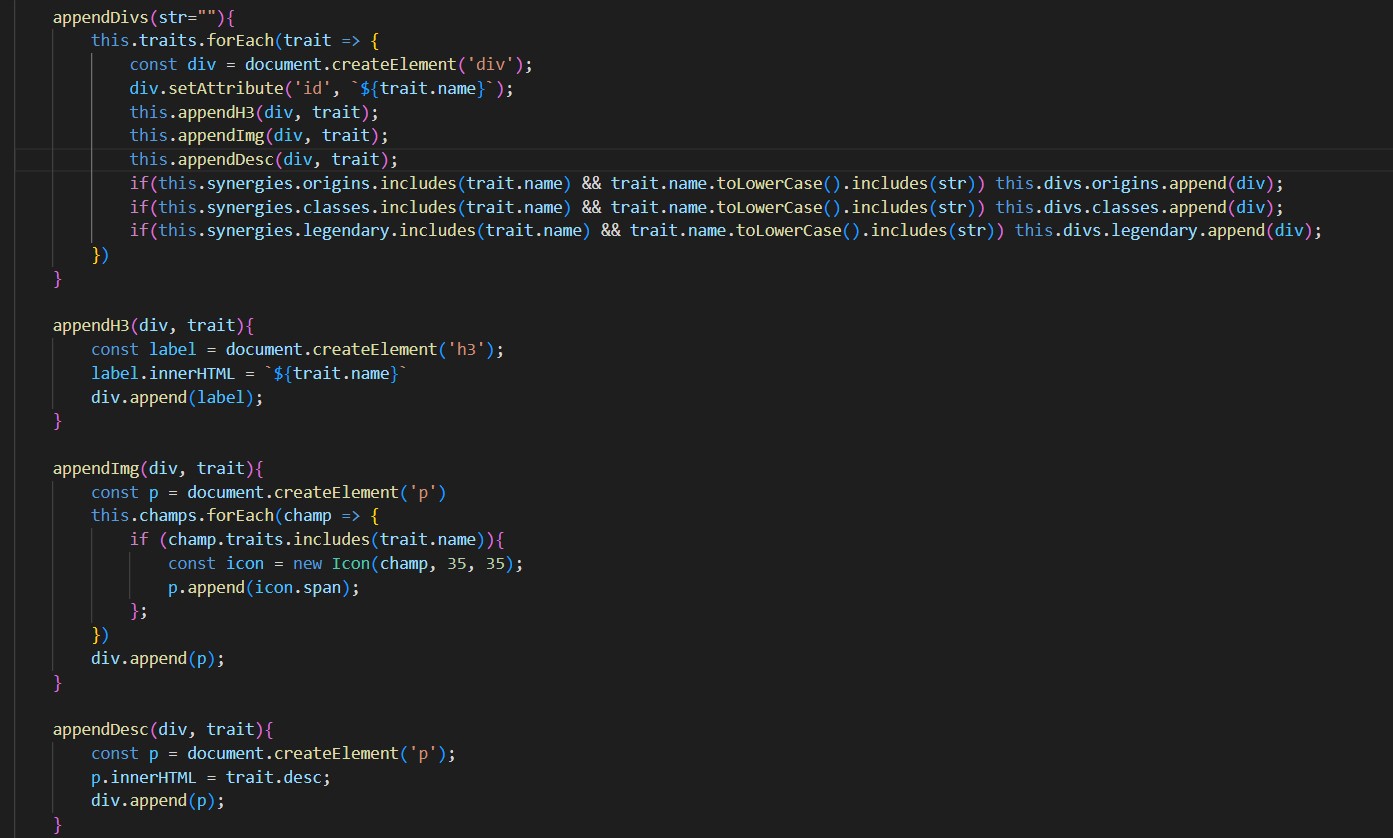 appendDivs(str=""){
this.traits.forEach(trait => {
const div = document.createElement('div');
div.setAttribute('id', `${trait.name}`);
this.appendH3(div, trait);
this.appendImg(div, trait);
this.appendDesc(div, trait);
if(this.synergies.origins.includes(trait.name) && trait.name.toLowerCase().includes(str)) this.divs.origins.append(div);
if(this.synergies.classes.includes(trait.name) && trait.name.toLowerCase().includes(str)) this.divs.classes.append(div);
if(this.synergies.legendary.includes(trait.name) && trait.name.toLowerCase().includes(str)) this.divs.legendary.append(div);
})
}
appendH3(div, trait){
const label = document.createElement('h3');
label.innerHTML = `${trait.name}`
div.append(label);
}
appendImg(div, trait){
const p = document.createElement('p')
this.champs.forEach(champ => {
if (champ.traits.includes(trait.name)){
const icon = new Icon(champ, 35, 35);
p.append(icon.span);
};
})
div.append(p);
}
appendDesc(div, trait){
const p = document.createElement('p');
p.innerHTML = trait.desc;
div.append(p);
}